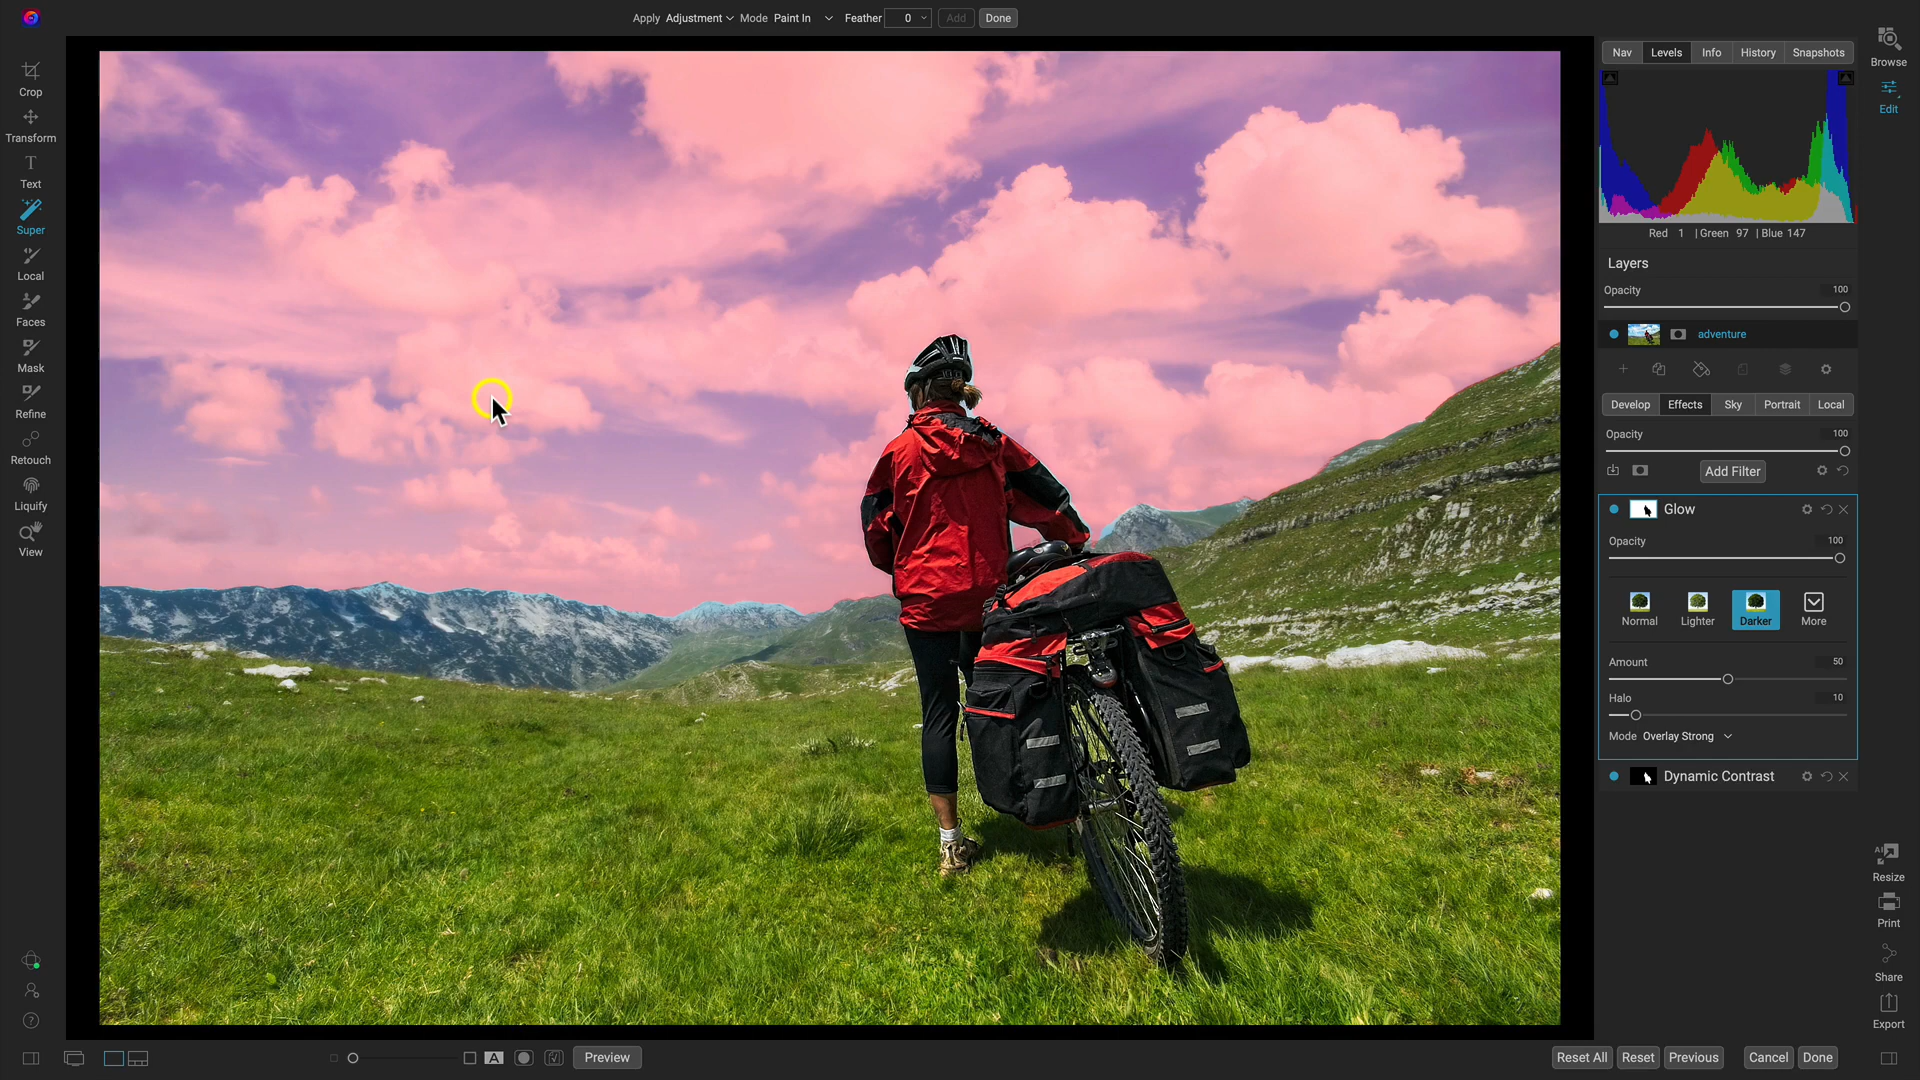 Apply Adjustment Mode Paint In Feather 0 Add Done
Crop
Transform
T
Text
Super
Local
Faces
Mask
Refine
Retouch
Liquify
View
Nav Levels Info History Snapshots
Red 1 | Green 97 | Blue 147
Layers
Opacity 100
adventure
Develop Effects Sky Portrait Local
Opacity 100
Add Filter
Glow
Opacity 100
Normal Lighter Darker More
Amount 50
Halo 10
Mode Overlay Strong
Dynamic Contrast
Browse
Edit
AI
Resize
Print
Share
Export
?
A
Preview
Reset All Reset Previous Cancel Done